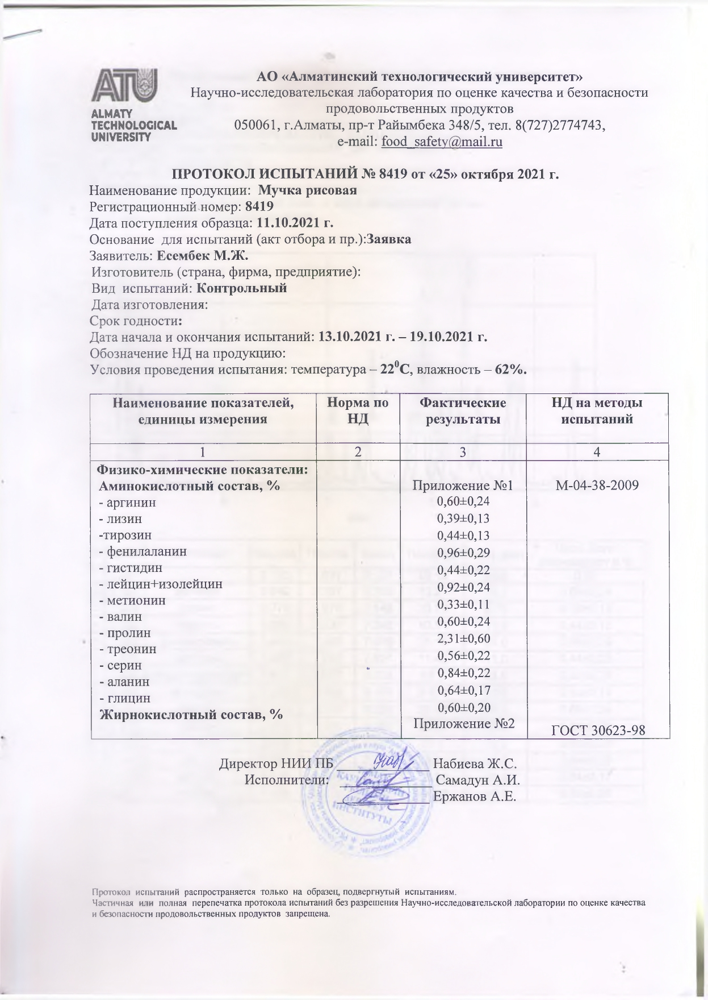 ATU
ALMATY
TECHNOLOGICAL
UNIVERSITY
АО «Алматинский технологический университет»
Научно-исследовательская лаборатория по оценке качества и безопасности
продовольственных продуктов
050061, г.Алматы, пр-т Райымбека 348/5, тел. 8(727)2774743,
e-mail: food_safety@mail.ru
ПРОТОКОЛ ИСПЫТАНИЙ № 8419 от «25» октября 2021 г.
Наименование продукции: Мучка рисовая
Регистрационный номер: 8419
Дата поступления образца: 11.10.2021 г.
Основание для испытаний (акт отбора и пр.):Заявка
Заявитель: Есембек М.Ж.
Изготовитель (страна, фирма, предприятие):
Вид испытаний: Контрольный
Дата изготовления:
Срок годности:
Дата начала и окончания испытаний: 13.10.2021 г. – 19.10.2021 г.
Обозначение НД на продукцию:
Условия проведения испытания: температура – 22⁰С, влажность – 62%.
Наименование показателей, Норма по Фактические НД на методы
единицы измерения НД результаты испытаний
1 2 3 4
Физико-химические показатели:
Аминокислотный состав, % Приложение №1 М-04-38-2009
- аргинин 0,60±0,24
- лизин 0,39±0,13
-тирозин 0,44±0,13
- фенилаланин 0,96±0,29
- гистидин 0,44±0,22
- лейцин+изолейцин 0,92±0,24
- метионин 0,33±0,11
- валин 0,60±0,24
- пролин 2,31±0,60
- треонин 0,56±0,22
- серин 0,84±0,22
- аланин 0,64±0,17
- глицин 0,60±0,20
Жирнокислотный состав, % Приложение №2 ГОСТ 30623-98
Директор НИИ ПБ Набиева Ж.С.
Исполнители: Самадун А.И.
Ержанов А.Е.
ИНСТИТУТЫ
Протокол испытаний распространяется только на образец, подвергнутый испытаниям.
Частичная или полная перепечатка протокола испытаний без разрешения Научно-исследовательской лаборатории по оценке качества
и безопасности продовольственных продуктов запрещена.